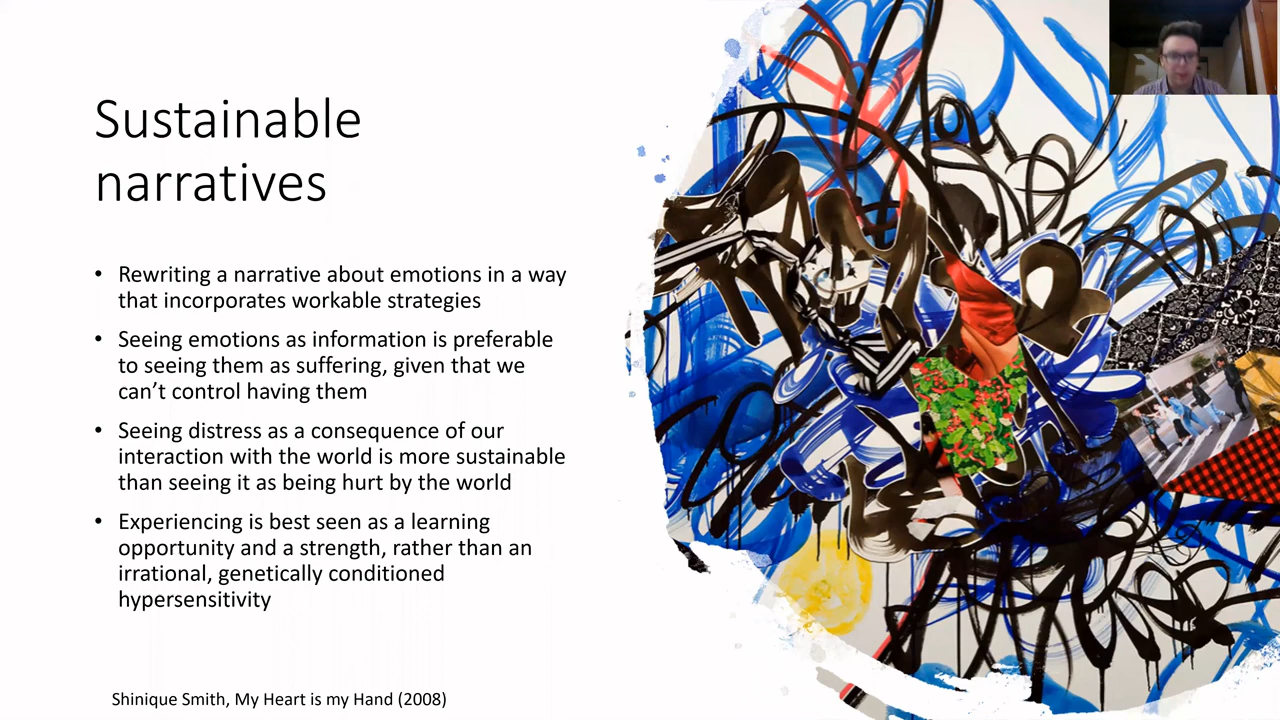 Sustainable
narratives
• Rewriting a narrative about emotions in a way
that incorporates workable strategies
• Seeing emotions as information is preferable
to seeing them as suffering, given that we
can’t control having them
• Seeing distress as a consequence of our
interaction with the world is more sustainable
than seeing it as being hurt by the world
• Experiencing is best seen as a learning
opportunity and a strength, rather than an
irrational, genetically conditioned
hypersensitivity
Shinique Smith, My Heart is my Hand (2008)